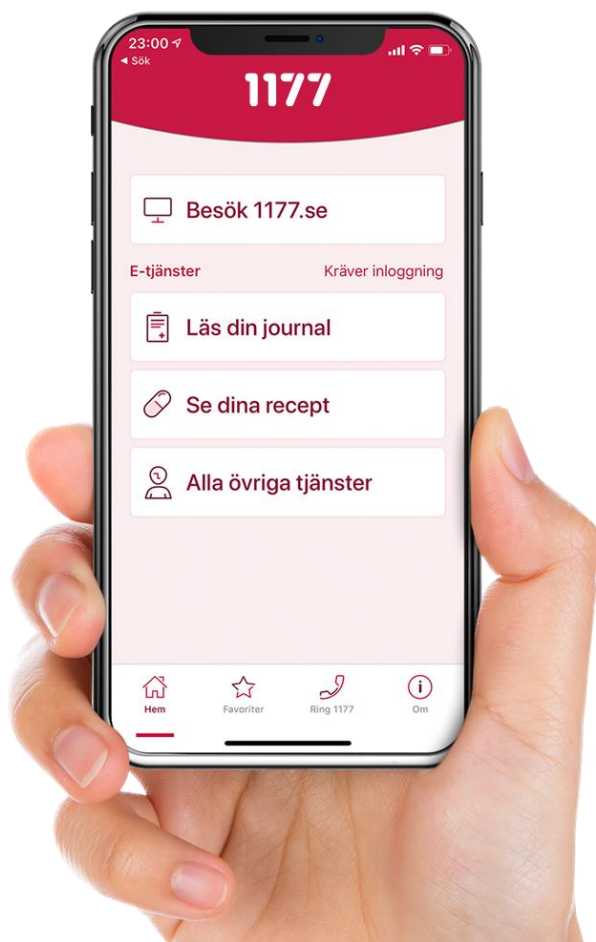 23:00
◀ Sök
1177
Besök 1177.se
E-tjänster Kräver inloggning
Läs din journal
Se dina recept
Alla övriga tjänster
Hem Favoriter Ring 1177 Om